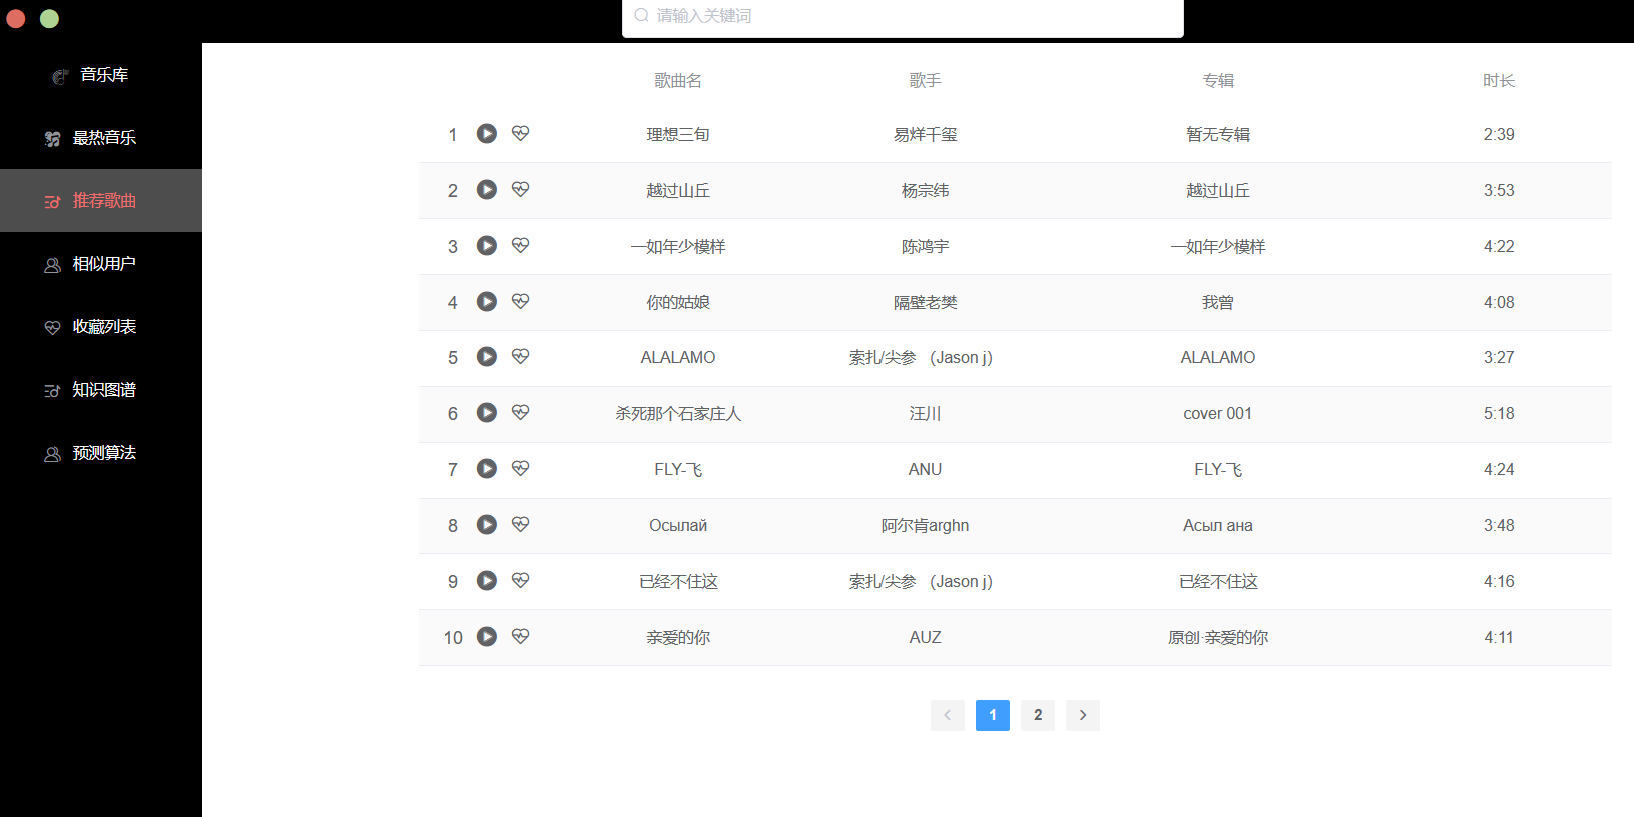 请输入关键词
音乐库
最热音乐
推荐歌曲
相似用户
收藏列表
知识图谱
预测算法
歌曲名 歌手 专辑 时长
1 理想三旬 易烊千玺 暂无专辑 2:39
2 越过山丘 杨宗纬 越过山丘 3:53
3 一如年少模样 陈鸿宇 一如年少模样 4:22
4 你的姑娘 隔壁老樊 我曾 4:08
5 ALALAMO 索扎/尖参 （Jason j） ALALAMO 3:27
6 杀死那个石家庄人 汪川 cover 001 5:18
7 FLY-飞 ANU FLY-飞 4:24
8 Осылай 阿尔肯arghn Асыл ана 3:48
9 已经不住这 索扎/尖参 （Jason j） 已经不住这 4:16
10 亲爱的你 AUZ 原创·亲爱的你 4:11
1 2